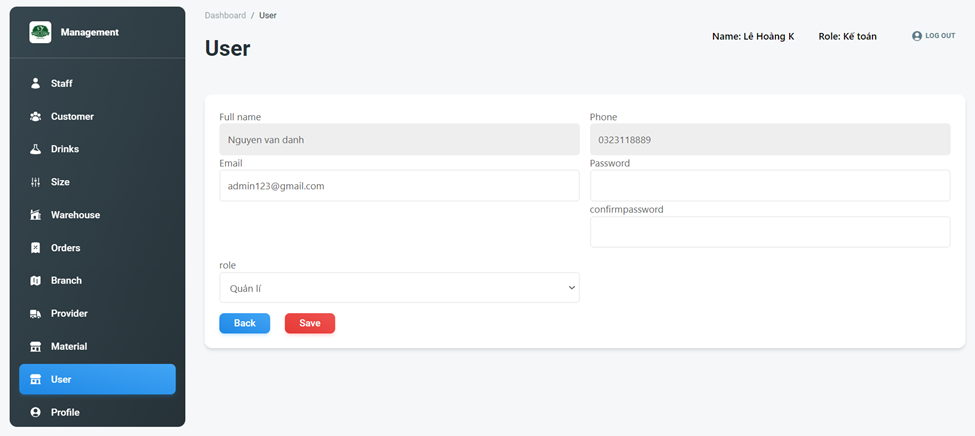 Management
Staff
Customer
Drinks
Size
Warehouse
Orders
Branch
Provider
Material
User
Profile
Dashboard / User
User
Name: Lê Hoàng K
Role: Kế toán
LOG OUT
Full name
Nguyen van danh
Phone
0323118889
Email
admin123@gmail.com
Password
confirmpassword
role
Quản lí
Back
Save